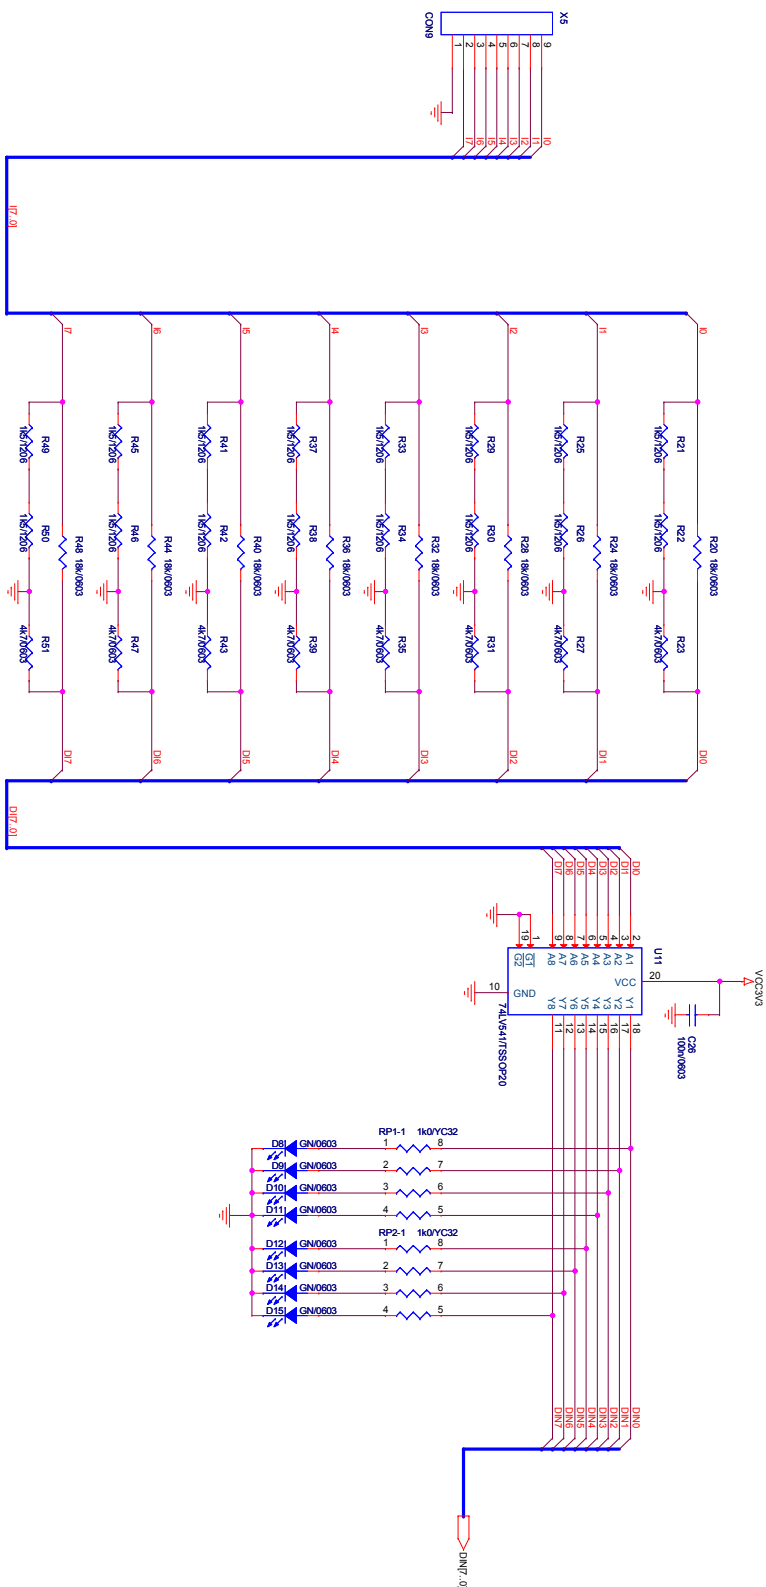 X5
CON9
1
2
3
4
5
6
7
8
9
I7
I6
I5
I4
I3
I2
I1
I0
I[7..0]
I7
I6
I5
I4
I3
I2
I1
I0
R49
1k5/1206
R45
1k5/1206
R41
1k5/1206
R37
1k5/1206
R33
1k5/1206
R29
1k5/1206
R25
1k5/1206
R21
1k5/1206
R50
1k5/1206
R48 18k/0603
R46
1k5/1206
R44 18k/0603
R42
1k5/1206
R40 18k/0603
R38
1k5/1206
R36 18k/0603
R34
1k5/1206
R32 18k/0603
R30
1k5/1206
R28 18k/0603
R26
1k5/1206
R24 18k/0603
R22
1k5/1206
R20 18k/0603
R51
4k7/0603
R47
4k7/0603
R43
4k7/0603
R39
4k7/0603
R35
4k7/0603
R31
4k7/0603
R27
4k7/0603
R23
4k7/0603
DI7
DI6
DI5
DI4
DI3
DI2
DI1
DI0
DI[7..0]
DI7
DI6
DI5
DI4
DI3
DI2
DI1
DI0
19
1
9
8
7
6
5
4
3
2
U11
G2
G1
A8
A7
A6
A5
A4
A3
A2
A1
10
GND
VCC
20
VCC3V3
Y8
Y7
Y6
Y5
Y4
Y3
Y2
Y1
11
12
13
14
15
16
17
18
74LV541/TSSOP20
C26
100n/0603
RP1-1 1k0/YC32
D8 GN/0603 1 8
D9 GN/0603 2 7
D10 GN/0603 3 6
D11 GN/0603 4 5
RP2-1 1k0/YC32
D12 GN/0603 1 8
D13 GN/0603 2 7
D14 GN/0603 3 6
D15 GN/0603 4 5
DIN7
DIN6
DIN5
DIN4
DIN3
DIN2
DIN1
DIN0
DIN[7..0]